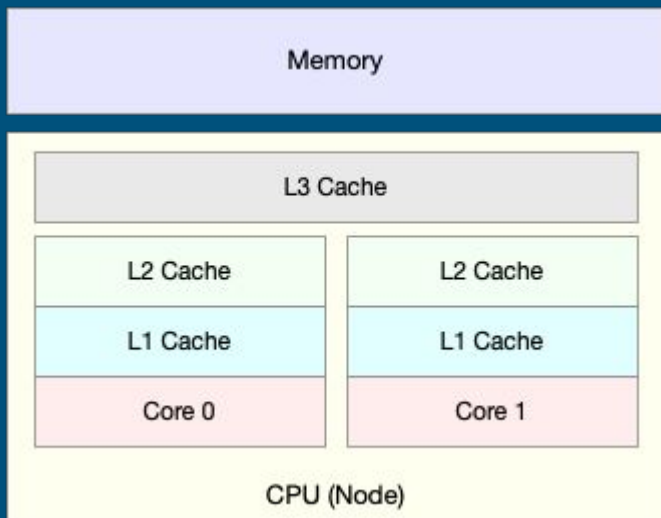 Memory
L3 Cache
L2 Cache
L2 Cache
L1 Cache
L1 Cache
Core 0
Core 1
CPU (Node)